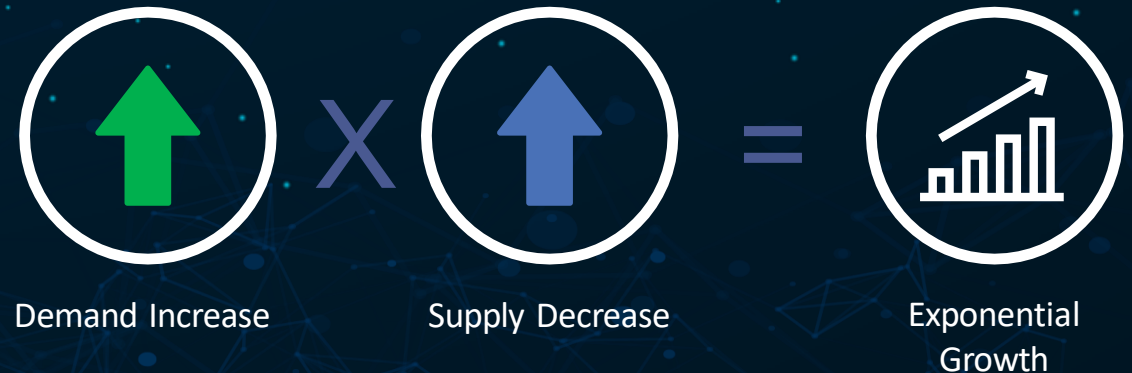 X
=
Demand Increase
Supply Decrease
Exponential
Growth